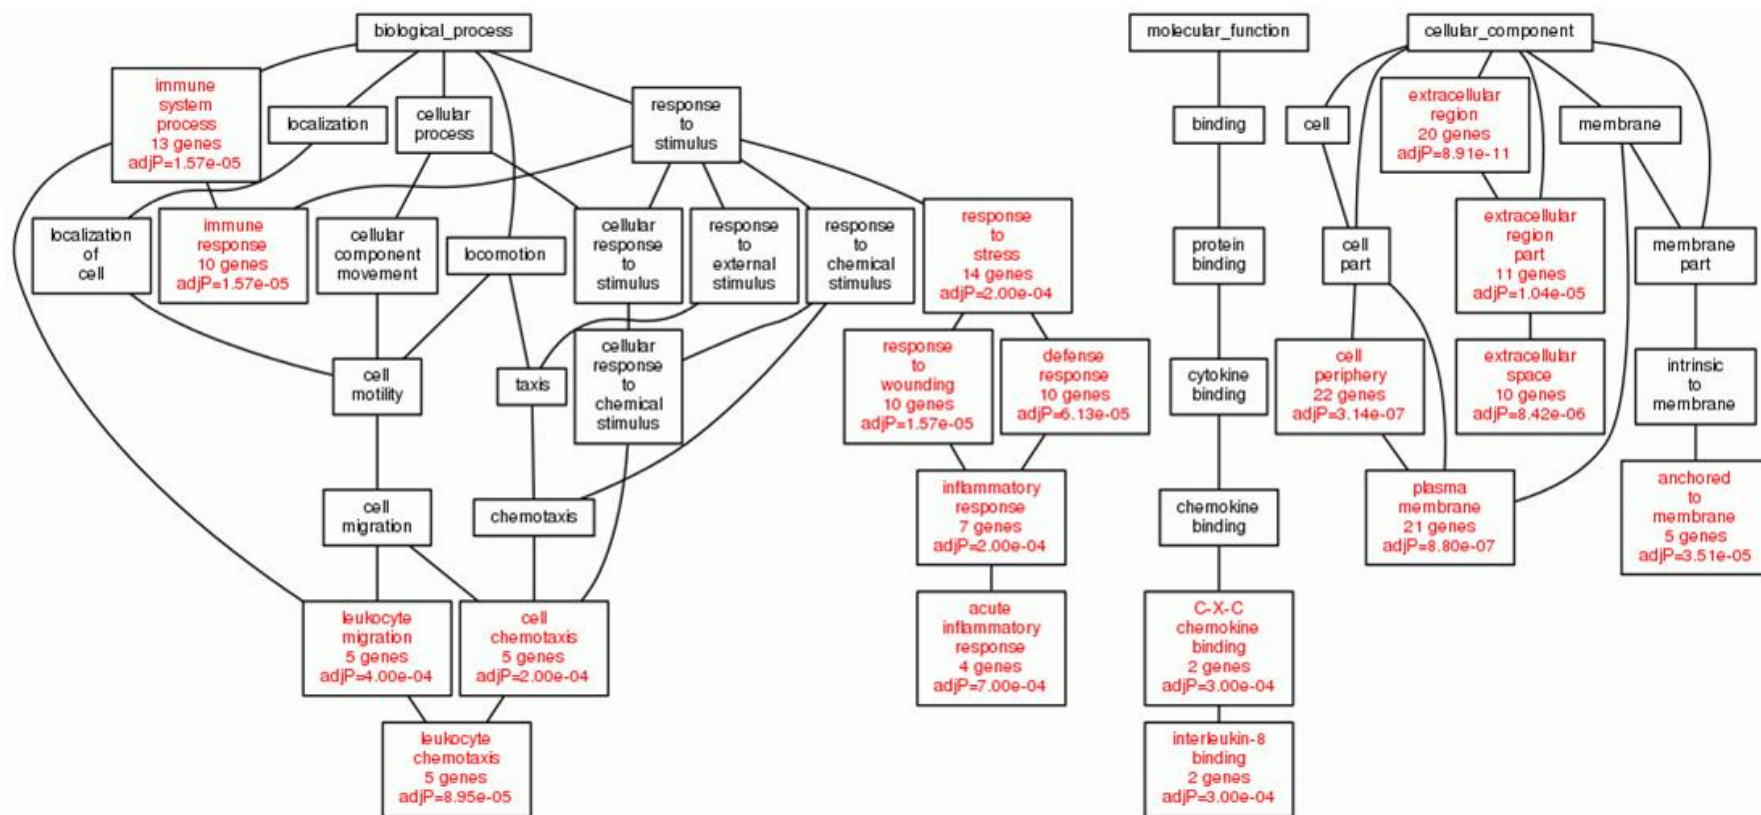 biological_process
molecular_function
cellular_component
immune
system
process
13 genes
adjP=1.57e-05
localization
cellular
process
response
to
stimulus
binding
cell
extracellular
region
20 genes
adjP=8.91e-11
membrane
localization
of
cell
immune
response
10 genes
adjP=1.57e-05
cellular
component
movement
locomotion
cellular
response
to
stimulus
response
to
external
stimulus
response
to
chemical
stimulus
response
to
stress
14 genes
adjP=2.00e-04
protein
binding
cell
part
extracellular
region
part
11 genes
adjP=1.04e-05
membrane
part
cell
motility
taxis
cellular
response
to
chemical
stimulus
response
to
wounding
10 genes
adjP=1.57e-05
defense
response
10 genes
adjP=6.13e-05
cytokine
binding
cell
periphery
22 genes
adjP=3.14e-07
extracellular
space
10 genes
adjP=8.42e-06
intrinsic
to
membrane
cell
migration
chemotaxis
inflammatory
response
7 genes
adjP=2.00e-04
chemokine
binding
plasma
membrane
21 genes
adjP=8.80e-07
anchored
to
membrane
5 genes
adjP=3.51e-05
leukocyte
migration
5 genes
adjP=4.00e-04
cell
chemotaxis
5 genes
adjP=2.00e-04
acute
inflammatory
response
4 genes
adjP=7.00e-04
C-X-C
chemokine
binding
2 genes
adjP=3.00e-04
leukocyte
chemotaxis
5 genes
adjP=8.95e-05
interleukin-8
binding
2 genes
adjP=3.00e-04